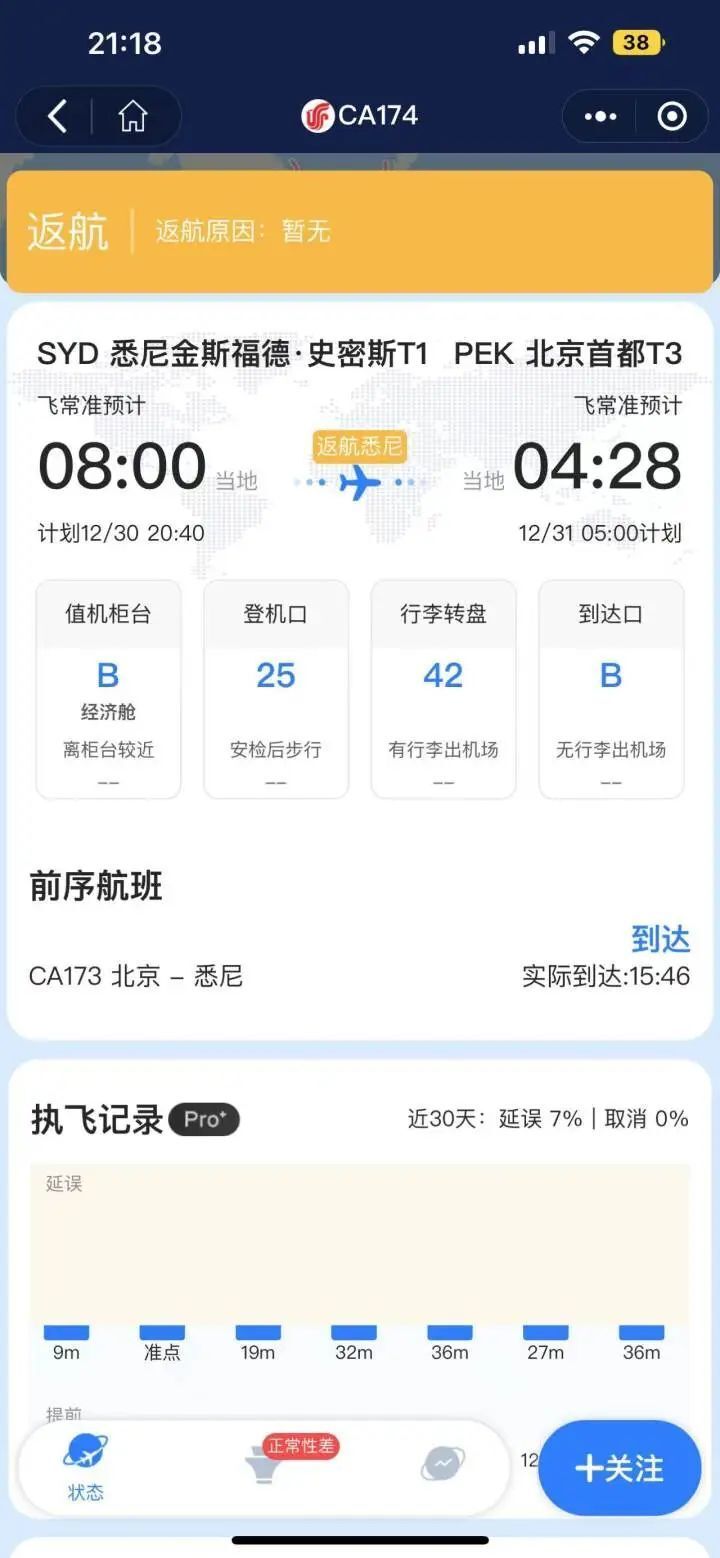 21:18
38
CA174
返航 返航原因：暂无
SYD 悉尼金斯福德·史密斯T1 PEK 北京首都T3
飞常准预计 飞常准预计
08:00 当地 返航悉尼 当地 04:28
计划12/30 20:40 12/31 05:00计划
值机柜台 登机口 行李转盘 到达口
B 25 42 B
经济舱
离柜台较近 安检后步行 有行李出机场 无行李出机场
-- -- -- --
前序航班
到达
CA173 北京 – 悉尼 实际到达:15:46
执飞记录 Pro+ 近30天：延误 7% | 取消 0%
延误
9m 准点 19m 32m 36m 27m 36m
提前
正常性差
12
状态
+关注